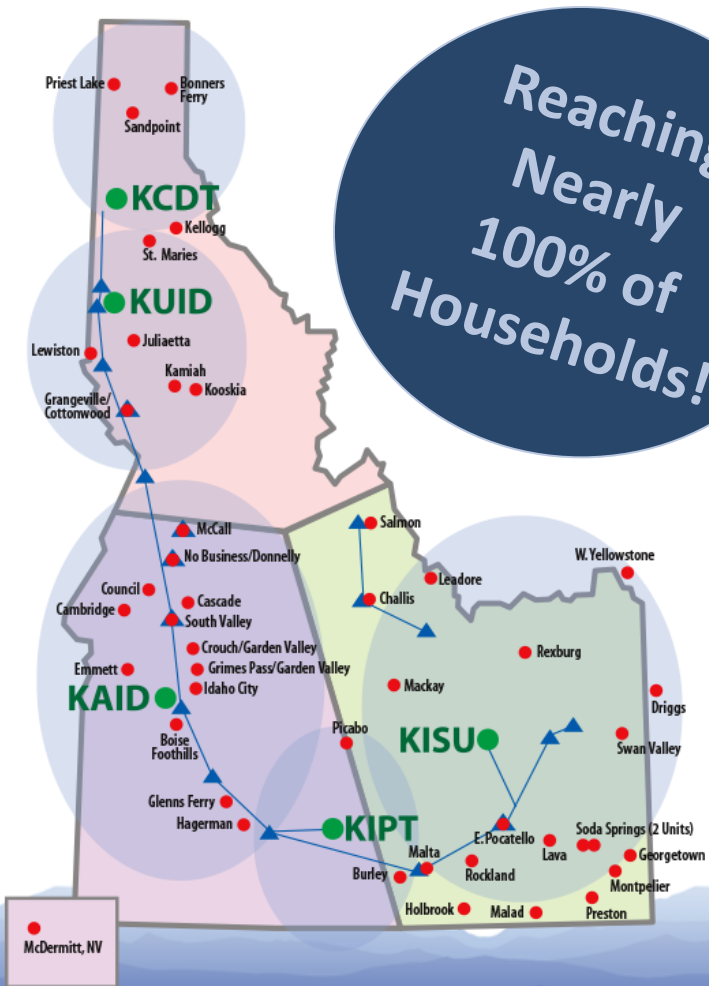 Reaching
Nearly
100% of
Households!
Priest Lake
Bonners
Ferry
Sandpoint
KCDT
Kellogg
St. Maries
KUID
Juliaetta
Lewiston
Kamiah
Kooskia
Grangeville/
Cottonwood
McCall
No Business/Donnelly
Council
Cascade
Cambridge
South Valley
Crouch/Garden Valley
Emmett
Grimes Pass/Garden Valley
Idaho City
KAID
Boise
Foothills
Glenns Ferry
Hagerman
Salmon
Leadore
W. Yellowstone
Challis
Rexburg
Mackay
Driggs
Picabo
KISU
Swan Valley
KIPT
E. Pocatello
Soda Springs (2 Units)
Lava
Georgetown
Malta
Rockland
Montpelier
Burley
Holbrook
Malad
Preston
McDermitt, NV